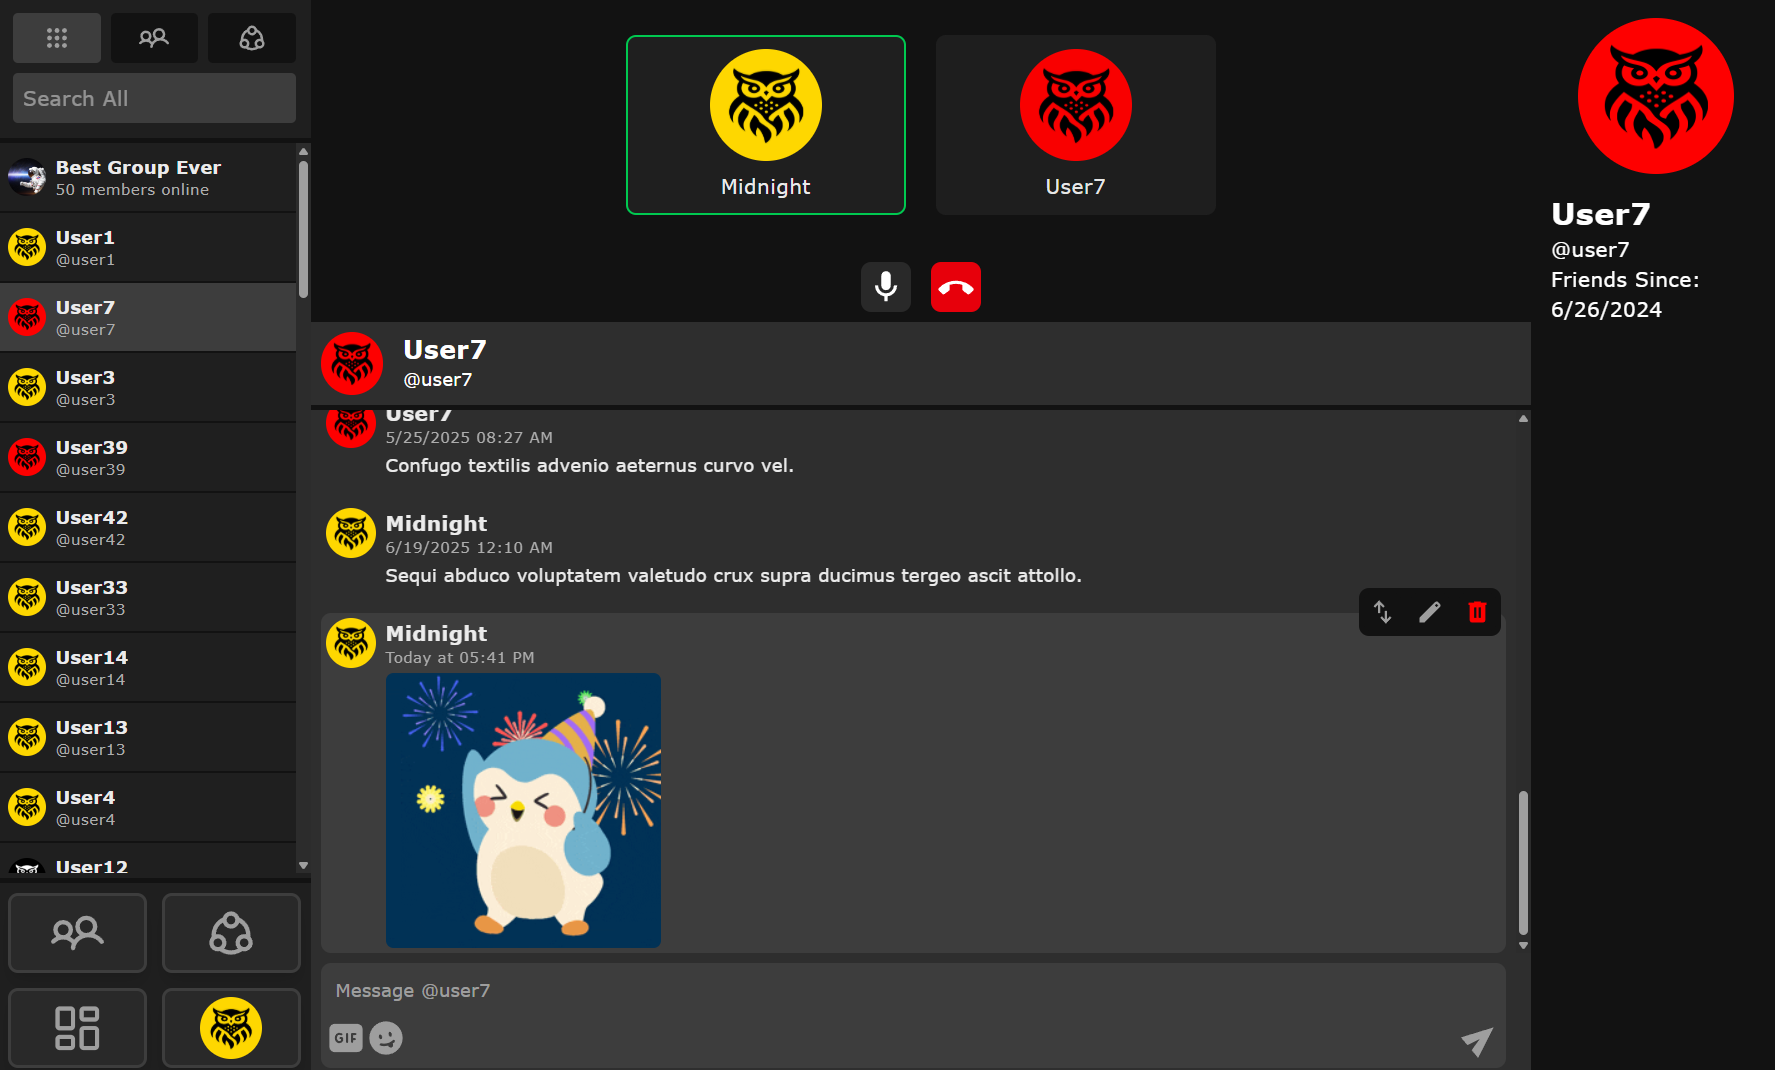 Search All
Best Group Ever
50 members online
User1
@user1
User7
@user7
User3
@user3
User39
@user39
User42
@user42
User33
@user33
User14
@user14
User13
@user13
User4
@user4
User12
Midnight
User7
User7
@user7
User7
5/25/2025 08:27 AM
Confugo textilis advenio aeternus curvo vel.
Midnight
6/19/2025 12:10 AM
Sequi abduco voluptatem valetudo crux supra ducimus tergeo ascit attollo.
Midnight
Today at 05:41 PM
Message @user7
GIF
User7
@user7
Friends Since:
6/26/2024